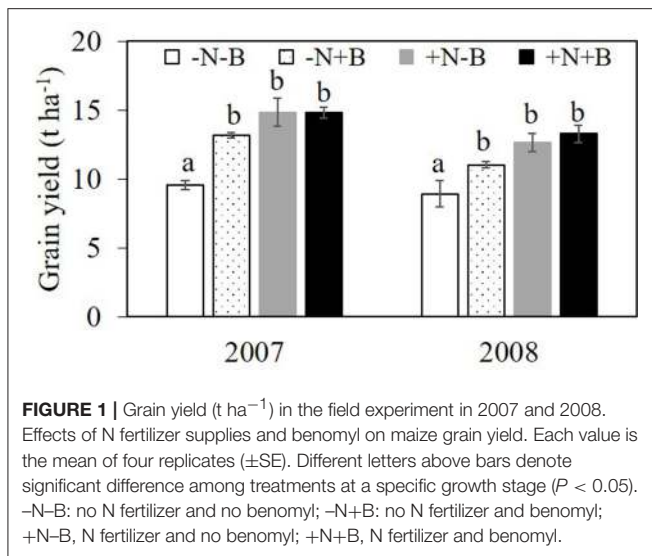 20
-N-B -N+B +N-B +N+B
b b
b
b
b
b
a
a
15
10
5
0
Grain yield (t ha⁻¹)
2007 2008
FIGURE 1 | Grain yield (t ha⁻¹) in the field experiment in 2007 and 2008.
Effects of N fertilizer supplies and benomyl on maize grain yield. Each value is
the mean of four replicates (±SE). Different letters above bars denote
significant difference among treatments at a specific growth stage (P < 0.05).
–N–B: no N fertilizer and no benomyl; –N+B: no N fertilizer and benomyl;
+N–B, N fertilizer and no benomyl; +N+B, N fertilizer and benomyl.